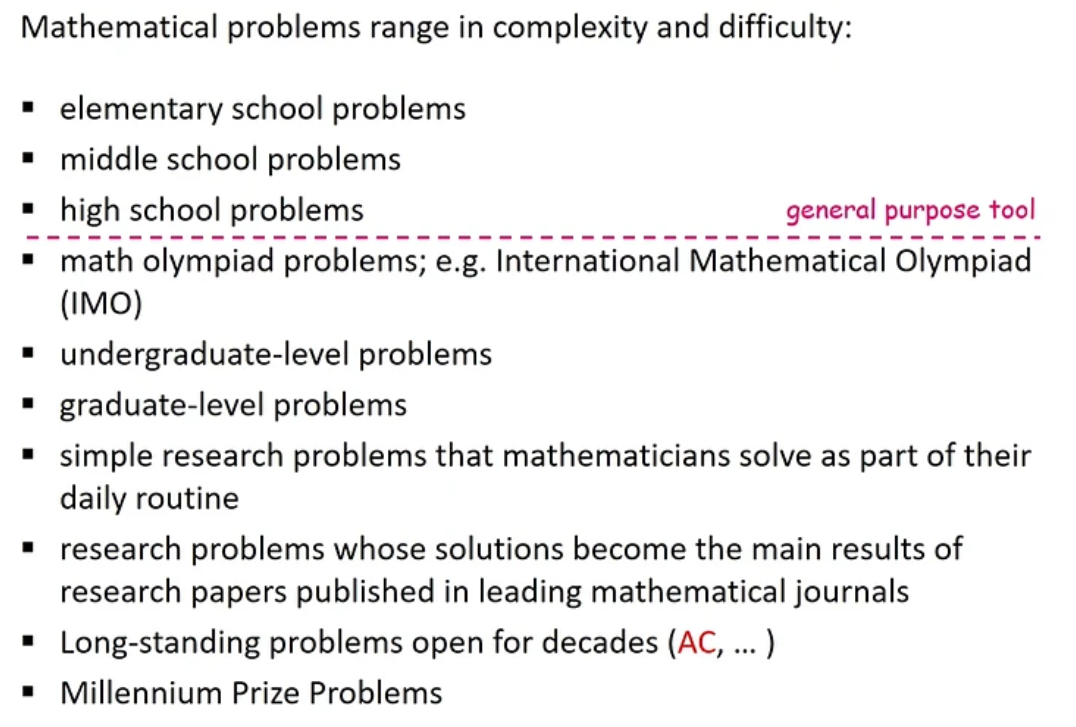 Mathematical problems range in complexity and difficulty:
▪ elementary school problems
▪ middle school problems
▪ high school problems
general purpose tool
▪ math olympiad problems; e.g. International Mathematical Olympiad
(IMO)
▪ undergraduate-level problems
▪ graduate-level problems
▪ simple research problems that mathematicians solve as part of their
daily routine
▪ research problems whose solutions become the main results of
research papers published in leading mathematical journals
▪ Long-standing problems open for decades (AC, ... )
▪ Millennium Prize Problems